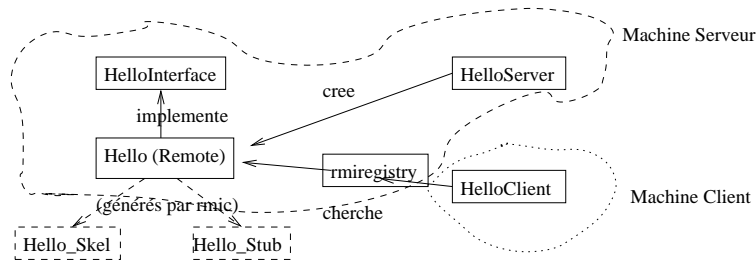 Machine Serveur
HelloInterface
HelloServer
cree
implemente
Hello (Remote)
rmiregistry
HelloClient
Machine Client
(générés par rmic)
cherche
Hello_Skel
Hello_Stub